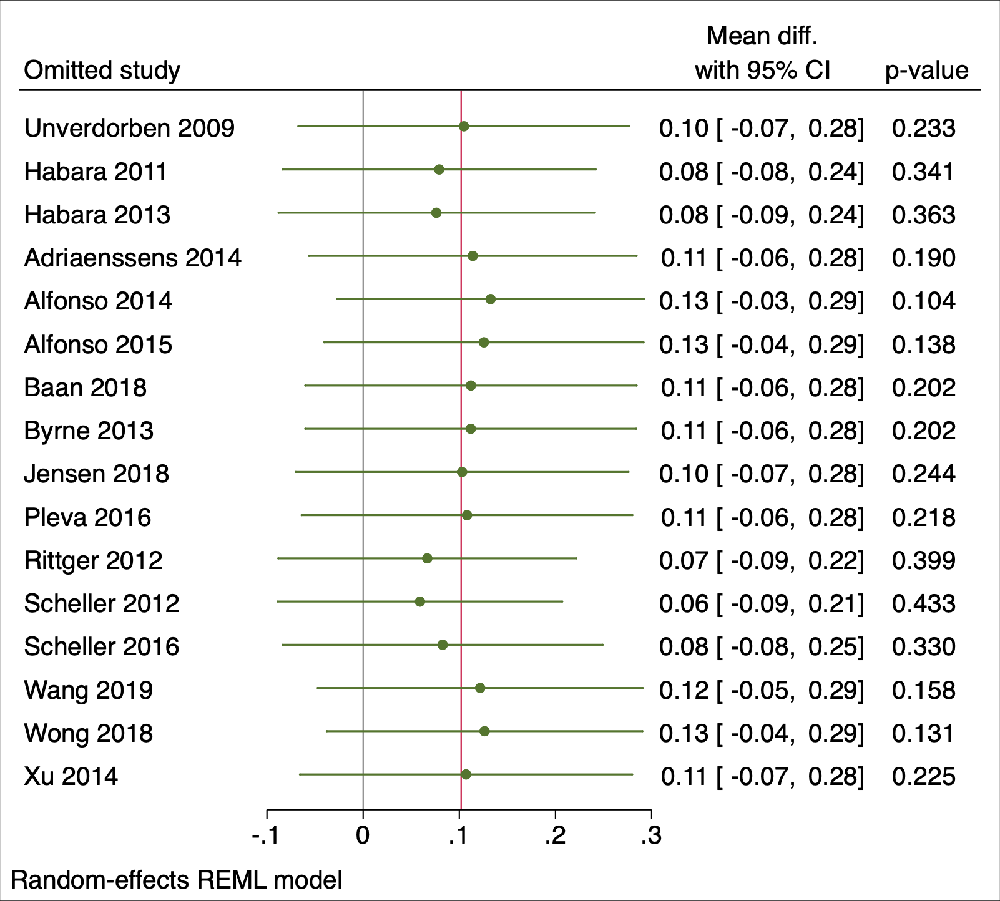 Mean diff.
Omitted study with 95% CI p-value
Unverdorben 2009 0.10 [ -0.07, 0.28] 0.233
Habara 2011 0.08 [ -0.08, 0.24] 0.341
Habara 2013 0.08 [ -0.09, 0.24] 0.363
Adriaenssens 2014 0.11 [ -0.06, 0.28] 0.190
Alfonso 2014 0.13 [ -0.03, 0.29] 0.104
Alfonso 2015 0.13 [ -0.04, 0.29] 0.138
Baan 2018 0.11 [ -0.06, 0.28] 0.202
Byrne 2013 0.11 [ -0.06, 0.28] 0.202
Jensen 2018 0.10 [ -0.07, 0.28] 0.244
Pleva 2016 0.11 [ -0.06, 0.28] 0.218
Rittger 2012 0.07 [ -0.09, 0.22] 0.399
Scheller 2012 0.06 [ -0.09, 0.21] 0.433
Scheller 2016 0.08 [ -0.08, 0.25] 0.330
Wang 2019 0.12 [ -0.05, 0.29] 0.158
Wong 2018 0.13 [ -0.04, 0.29] 0.131
Xu 2014 0.11 [ -0.07, 0.28] 0.225
-.1 0 .1 .2 .3
Random-effects REML model